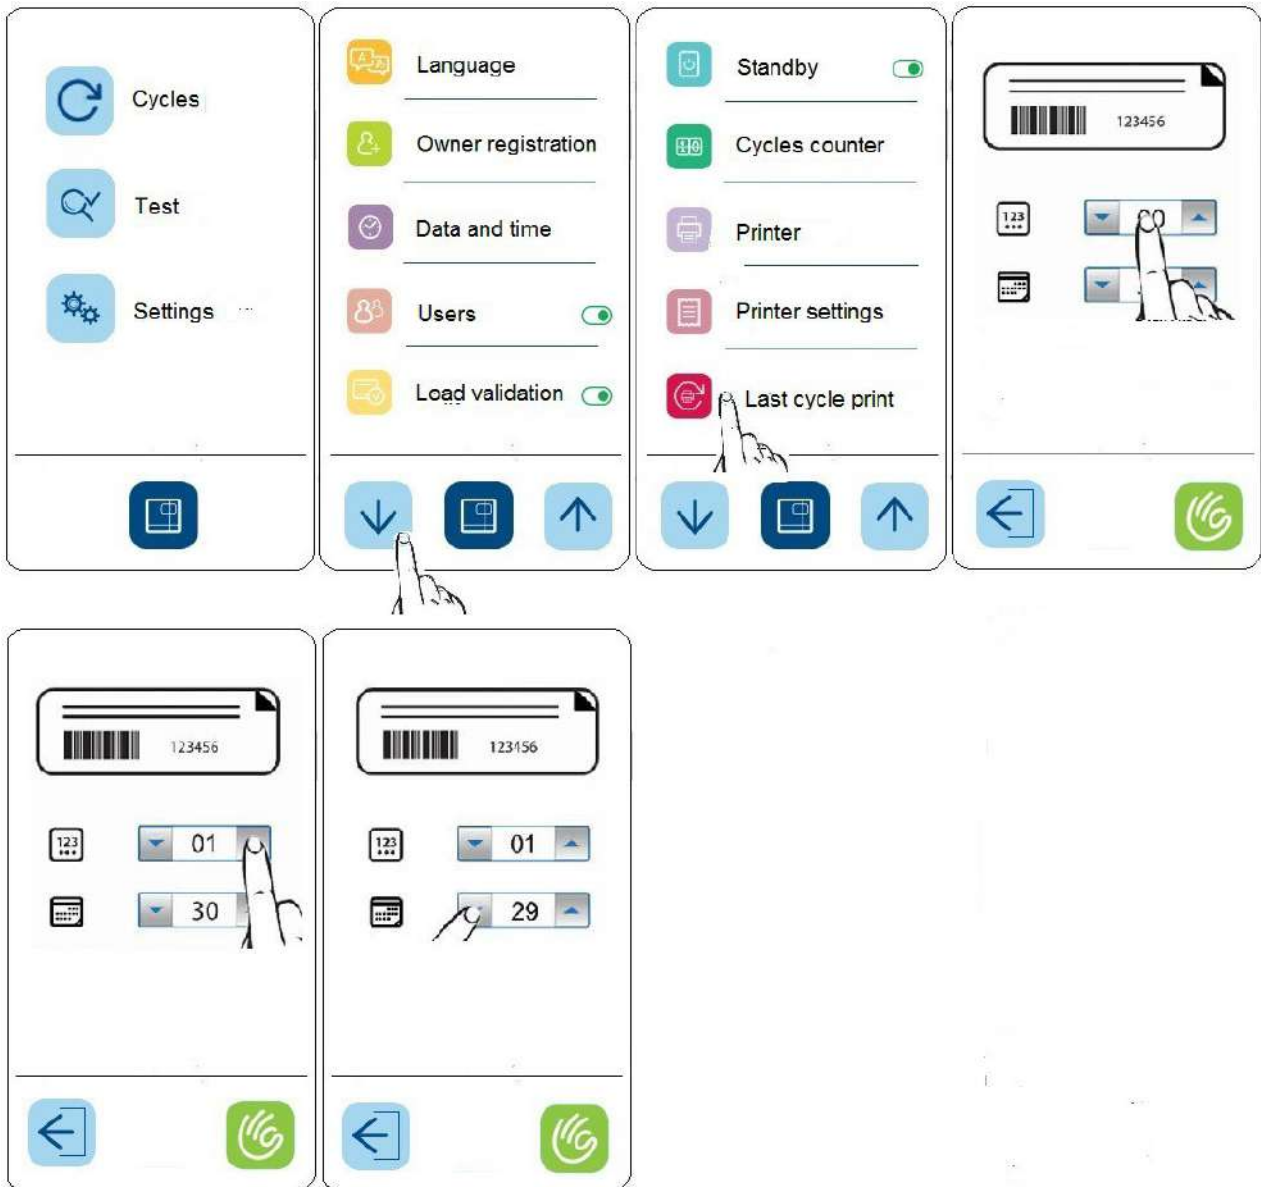 Cycles
Test
Settings
Language
Owner registration
Data and time
Users
Load validation
Standby
Cycles counter
Printer
Printer settings
Last cycle print
123456
123
123456
123
01
30
123456
123
01
29